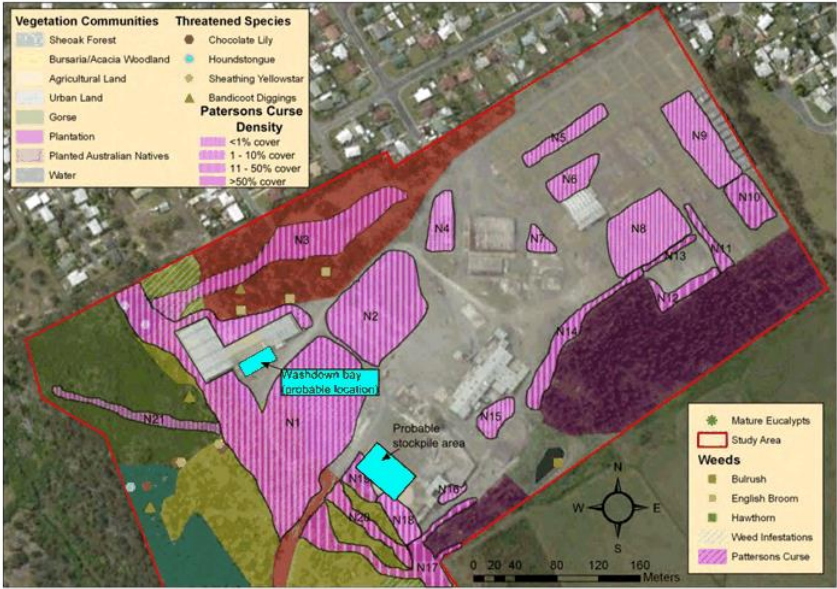 Vegetation Communities
Sheoak Forest
Bursaria/Acacia Woodland
Agricultural Land
Urban Land
Gorse
Plantation
Planted Australian Natives
Water
Threatened Species
Chocolate Lily
Houndstongue
Sheathing Yellowstar
Bandicoot Diggings
Patersons Curse
Density
<1% cover
1 - 10% cover
11 - 50% cover
>50% cover
N5
N9
N6
N10
N3
N4
N7
N8
N11
N13
N12
N2
N14
Washdown bay
(probable location)
N1
N21
N15
Probable
stockpile area
N19
N16
N20
N18
N17
Mature Eucalypts
Study Area
Weeds
Bulrush
English Broom
Hawthorn
Weed Infestations
Pattersons Curse
N
W
E
S
0 20 40 80 120 160
Meters